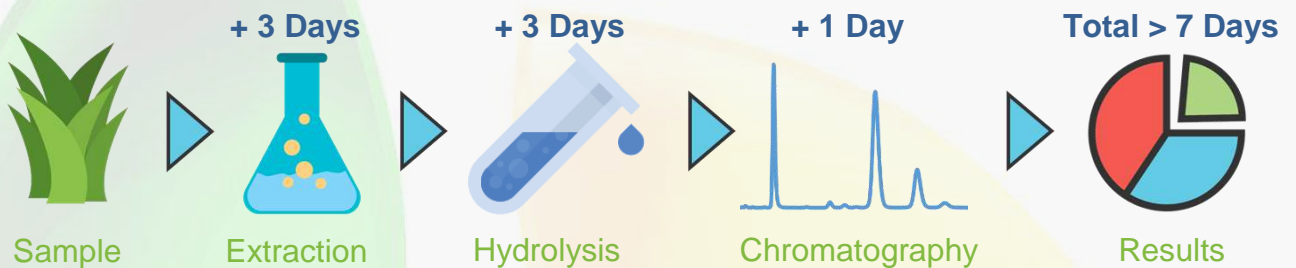 + 3 Days
+ 3 Days
+ 1 Day
Total > 7 Days
Sample
Extraction
Hydrolysis
Chromatography
Results